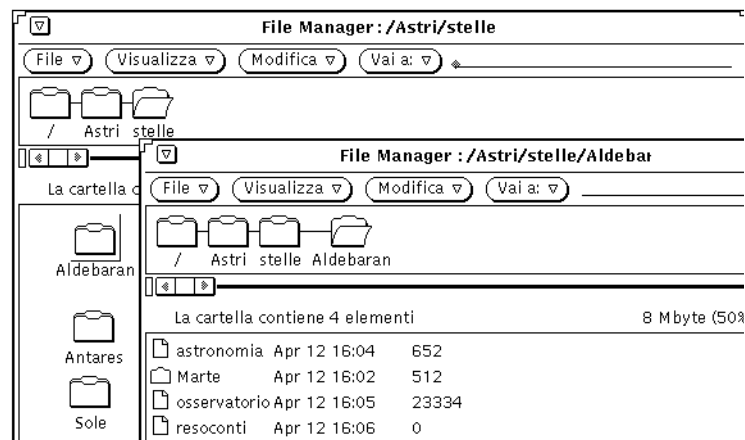 File Manager : /Astri/stelle
File Visualizza Modifica Vai a:
/ Astri stelle
La cartella c
Aldebaran
Antares
Sole
File Manager : /Astri/stelle/Aldebar
File Visualizza Modifica Vai a:
/ Astri stelle Aldebaran
La cartella contiene 4 elementi 8 Mbyte (50%
astronomia Apr 12 16:04 652
Marte Apr 12 16:02 512
osservatorio Apr 12 16:05 23334
resoconti Apr 12 16:06 0